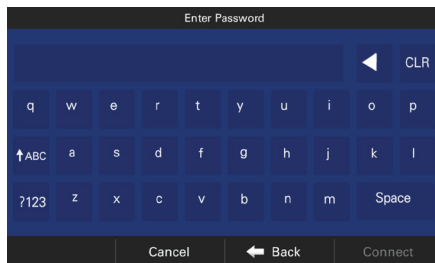 Enter Password
CLR
q w e r t y u i o p
ABC a s d f g h j k l
?123 z x c v b n m Space
Cancel Back Connect